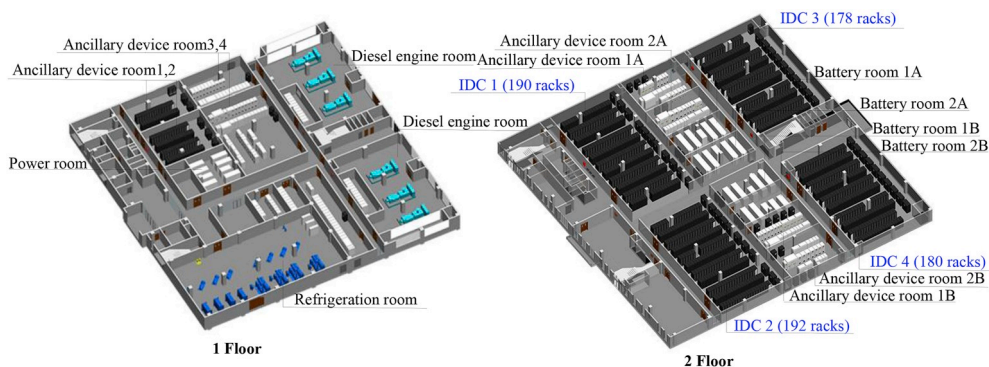 Ancillary device room3,4
Ancillary device room1,2
Power room
Diesel engine room
Diesel engine room
Refrigeration room
1 Floor
IDC 3 (178 racks)
Ancillary device room 2A
Ancillary device room 1A
IDC 1 (190 racks)
Battery room 1A
Battery room 2A
Battery room 1B
Battery room 2B
IDC 4 (180 racks)
Ancillary device room 2B
Ancillary device room 1B
IDC 2 (192 racks)
2 Floor